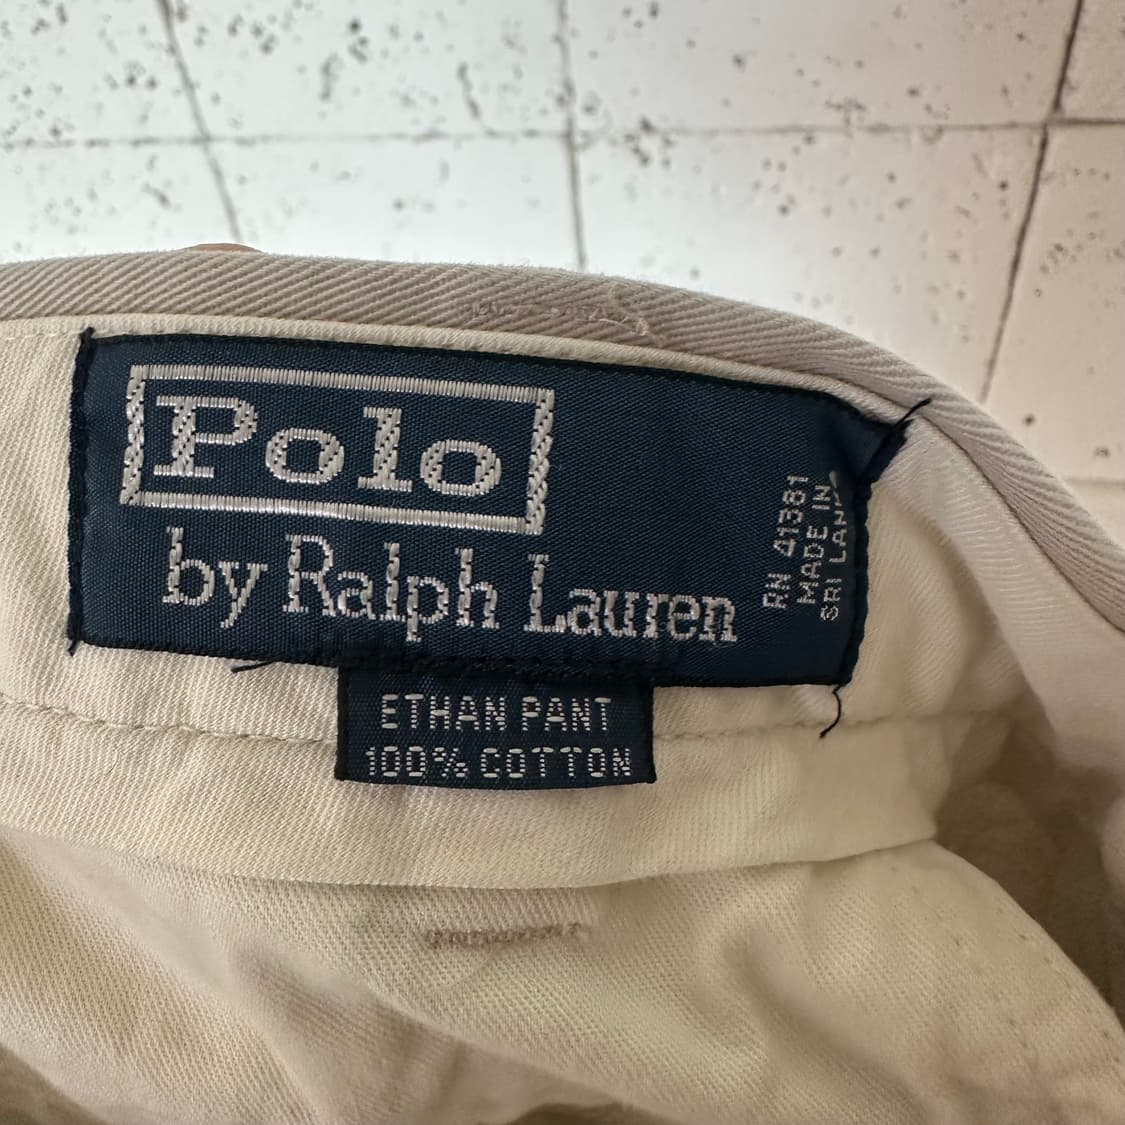 Polo
by Ralph Lauren
RN 41381
MADE IN
SRI LANKA
ETHAN PANT
100% COTTON